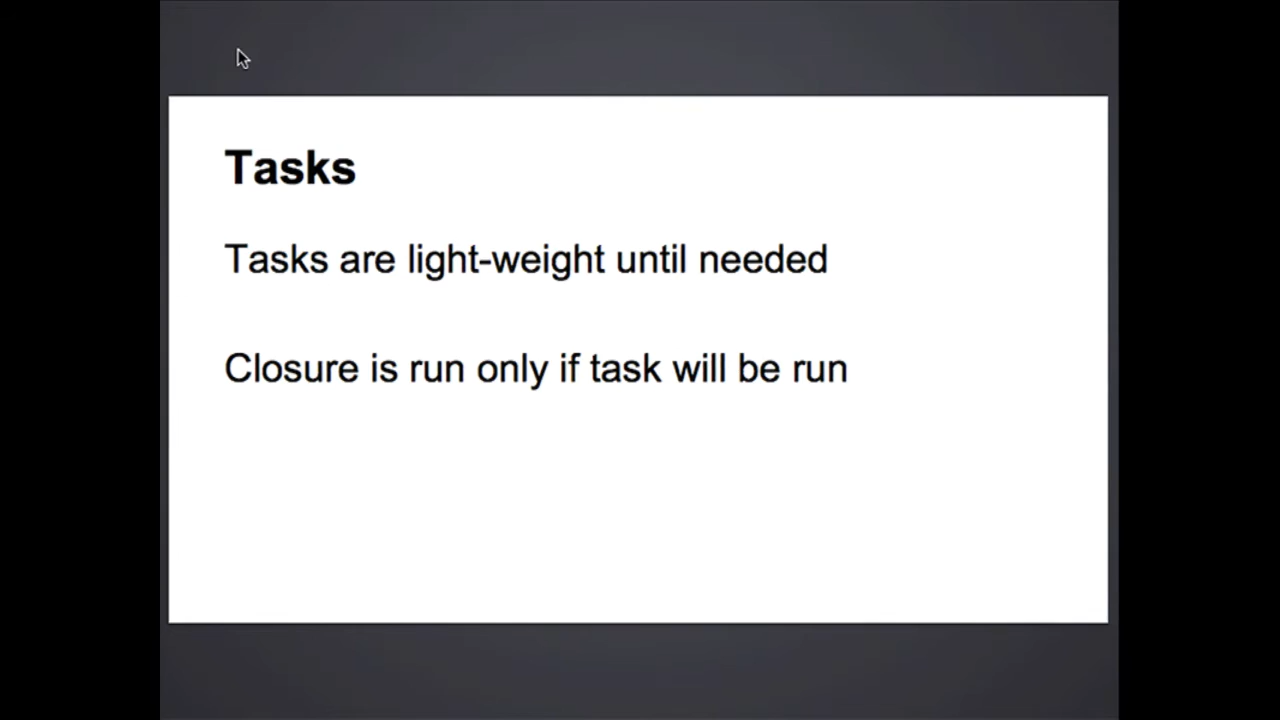 Tasks
Tasks are light-weight until needed
Closure is run only if task will be run